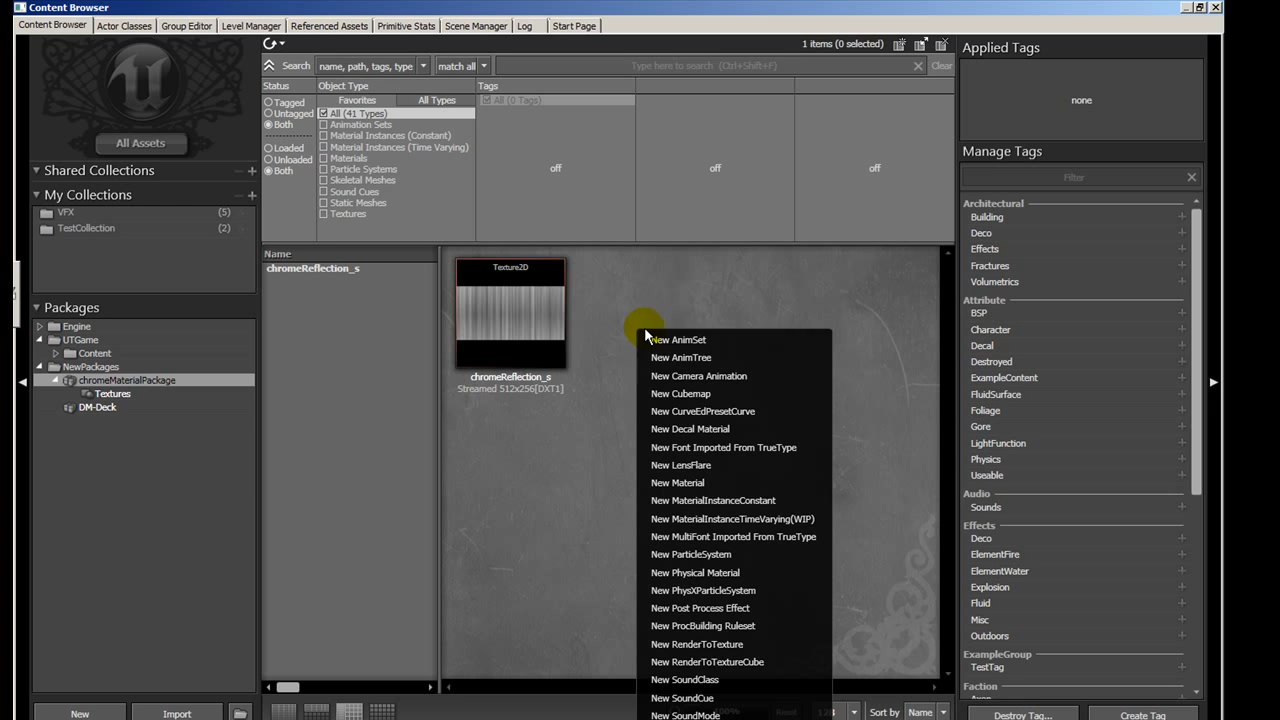 Content Browser
Content Browser Actor Classes Group Editor Level Manager Referenced Assets Primitive Stats Scene Manager Log Start Page
1 items (0 selected)
Search name, path, tags, type match all Type here to search (Ctrl+Shift+F) Clear
Status Object Type Tags
Favorites All Types
Tagged
Untagged
Both
Loaded
Unloaded
Both
All (41 Types)
Animation Sets
Material Instances (Constant)
Material Instances (Time Varying)
Materials
Particle Systems
Skeletal Meshes
Sound Cues
Static Meshes
Textures
All (0 Tags)
off off off
All Assets
Shared Collections
My Collections
VFX (5)
TestCollection (2)
Packages
Engine
UTGame
Content
NewPackages
chromeMaterialPackage
Textures
DM-Deck
New Import
Name
chromeReflection_s
Texture2D
chromeReflection_s
Streamed 512x256[DXT1]
New AnimSet
New AnimTree
New Camera Animation
New Cubemap
New CurveEdPresetCurve
New Decal Material
New Font Imported From TrueType
New LensFlare
New Material
New MaterialInstanceConstant
New MaterialInstanceTimeVarying(WIP)
New MultiFont Imported From TrueType
New ParticleSystem
New Physical Material
New PhysXParticleSystem
New Post Process Effect
New ProcBuilding Ruleset
New RenderToTexture
New RenderToTextureCube
New SoundClass
New SoundCue
New SoundMode
Sort by Name
Applied Tags
none
Manage Tags
Filter
Architectural
Building
Deco
Effects
Fractures
Volumetrics
Attribute
BSP
Character
Decal
Destroyed
ExampleContent
FluidSurface
Foliage
Gore
LightFunction
Physics
Useable
Audio
Sounds
Effects
Deco
ElementFire
ElementWater
Explosion
Fluid
Misc
Outdoors
ExampleGroup
TestTag
Faction
Destroy Tag... Create Tag